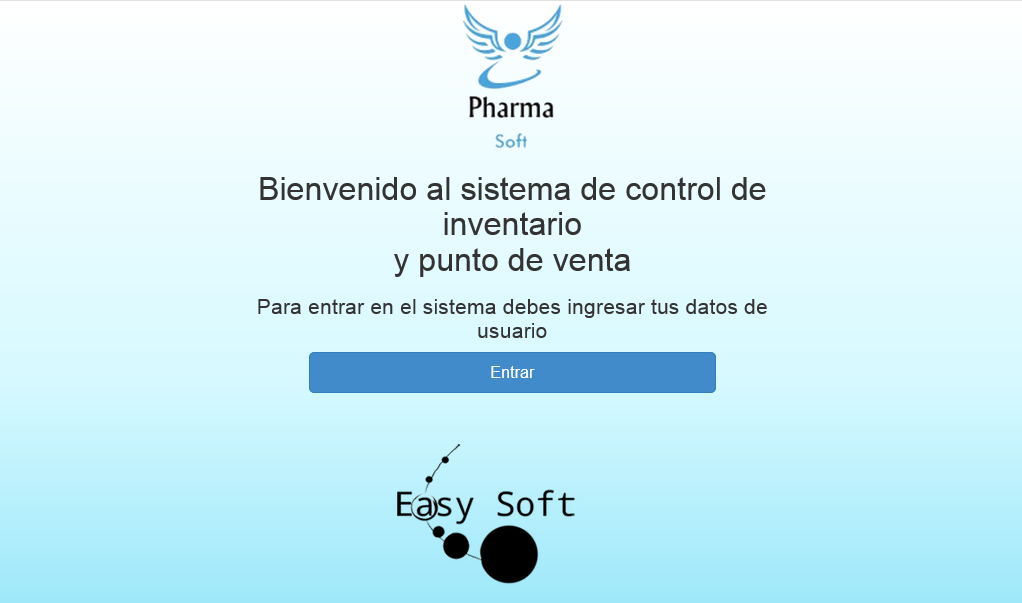 Pharma
Soft
Bienvenido al sistema de control de
inventario
y punto de venta
Para entrar en el sistema debes ingresar tus datos de
usuario
Entrar
Easy Soft